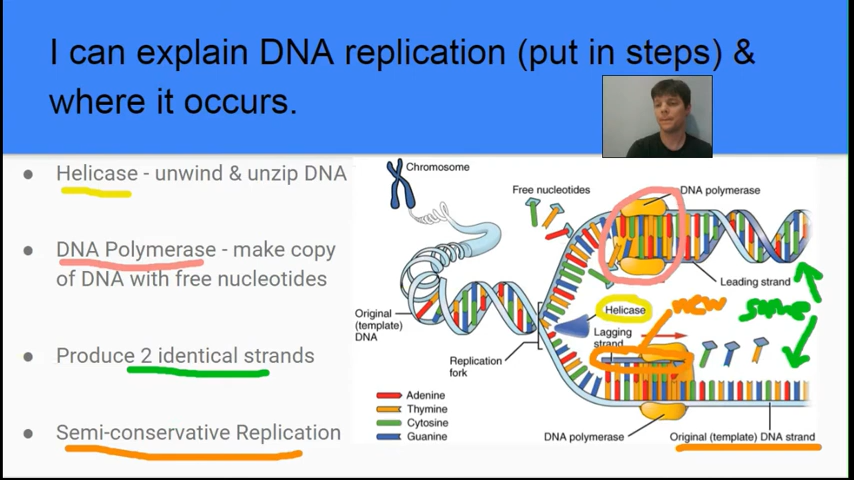 I can explain DNA replication (put in steps) &
where it occurs.
Helicase - unwind & unzip DNA
DNA Polymerase - make copy
of DNA with free nucleotides
Produce 2 identical strands
Semi-conservative Replication
Chromosome
Free nucleotides
DNA polymerase
Leading strand
Original
(template)
DNA
Helicase
new
same
Lagging
strand
Replication
fork
Adenine
Thymine
Cytosine
Guanine
DNA polymerase
Original (template) DNA strand